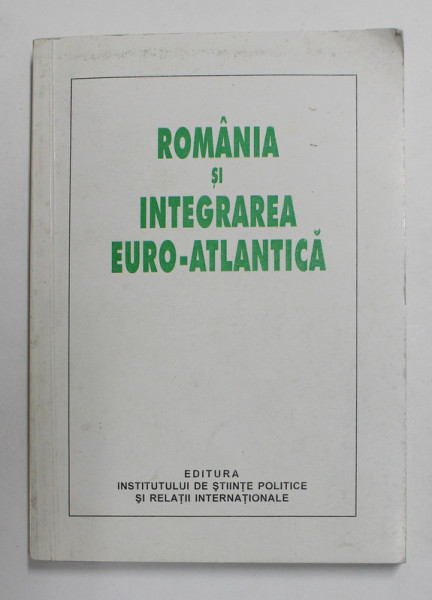 ROMÂNIA
ȘI
INTEGRAREA
EURO-ATLANTICĂ
EDITURA
INSTITUTULUI DE ȘTIINȚE POLITICE
ȘI RELAȚII INTERNAȚIONALE